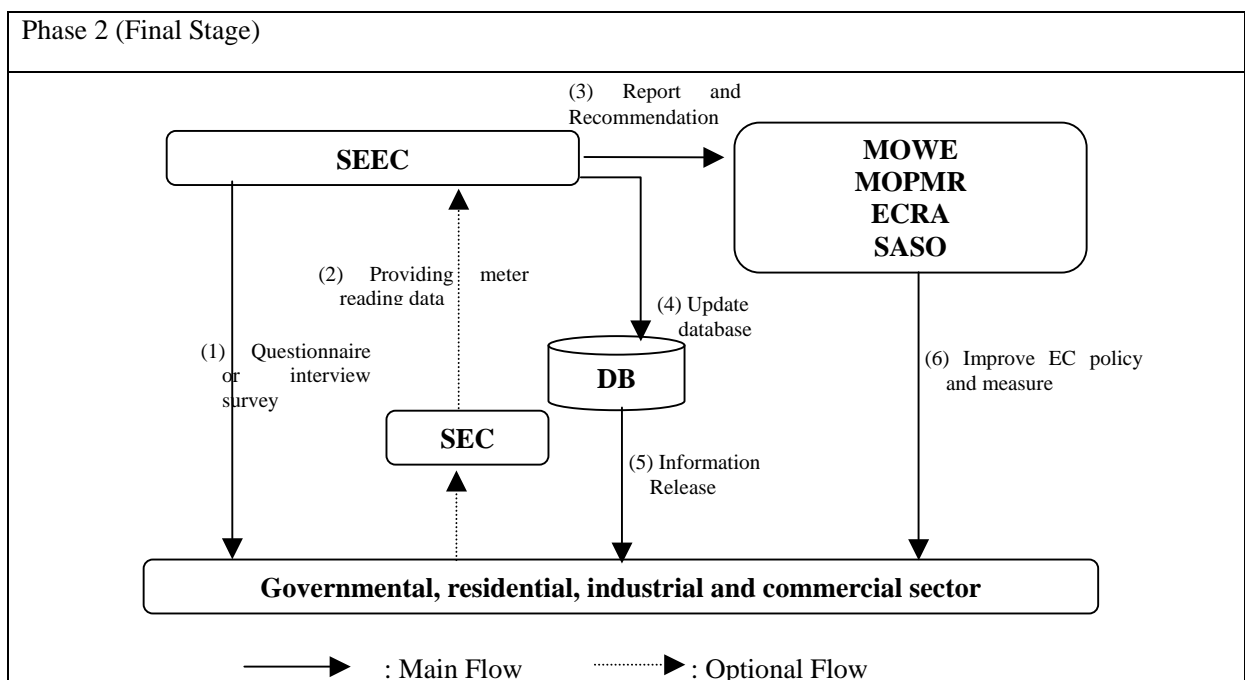 Phase 2 (Final Stage)
(3) Report and
Recommendation
SEEC
MOWE
MOPMR
ECRA
SASO
(2) Providing meter
reading data
(4) Update
database
(1) Questionnaire
or interview
survey
DB
(6) Improve EC policy
and measure
SEC
(5) Information
Release
Governmental, residential, industrial and commercial sector
: Main Flow
: Optional Flow